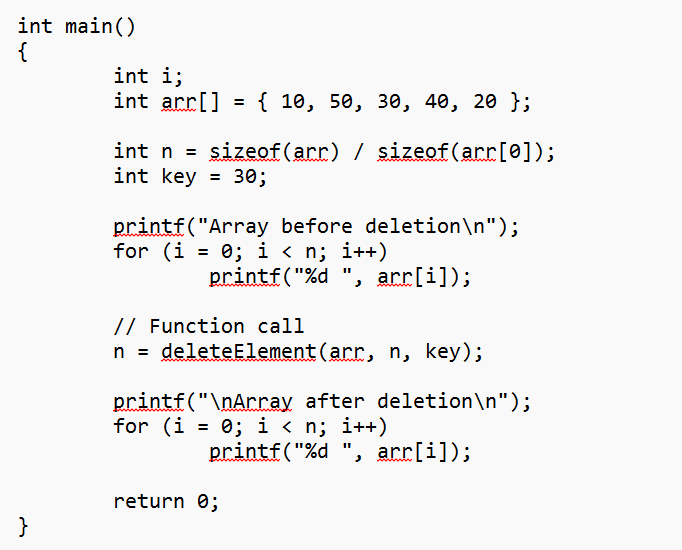 int main()
{
        int i;
        int arr[] = { 10, 50, 30, 40, 20 };

        int n = sizeof(arr) / sizeof(arr[0]);
        int key = 30;

        printf("Array before deletion\n");
        for (i = 0; i < n; i++)
                printf("%d ", arr[i]);

        // Function call
        n = deleteElement(arr, n, key);

        printf("\nArray after deletion\n");
        for (i = 0; i < n; i++)
                printf("%d ", arr[i]);

        return 0;
}